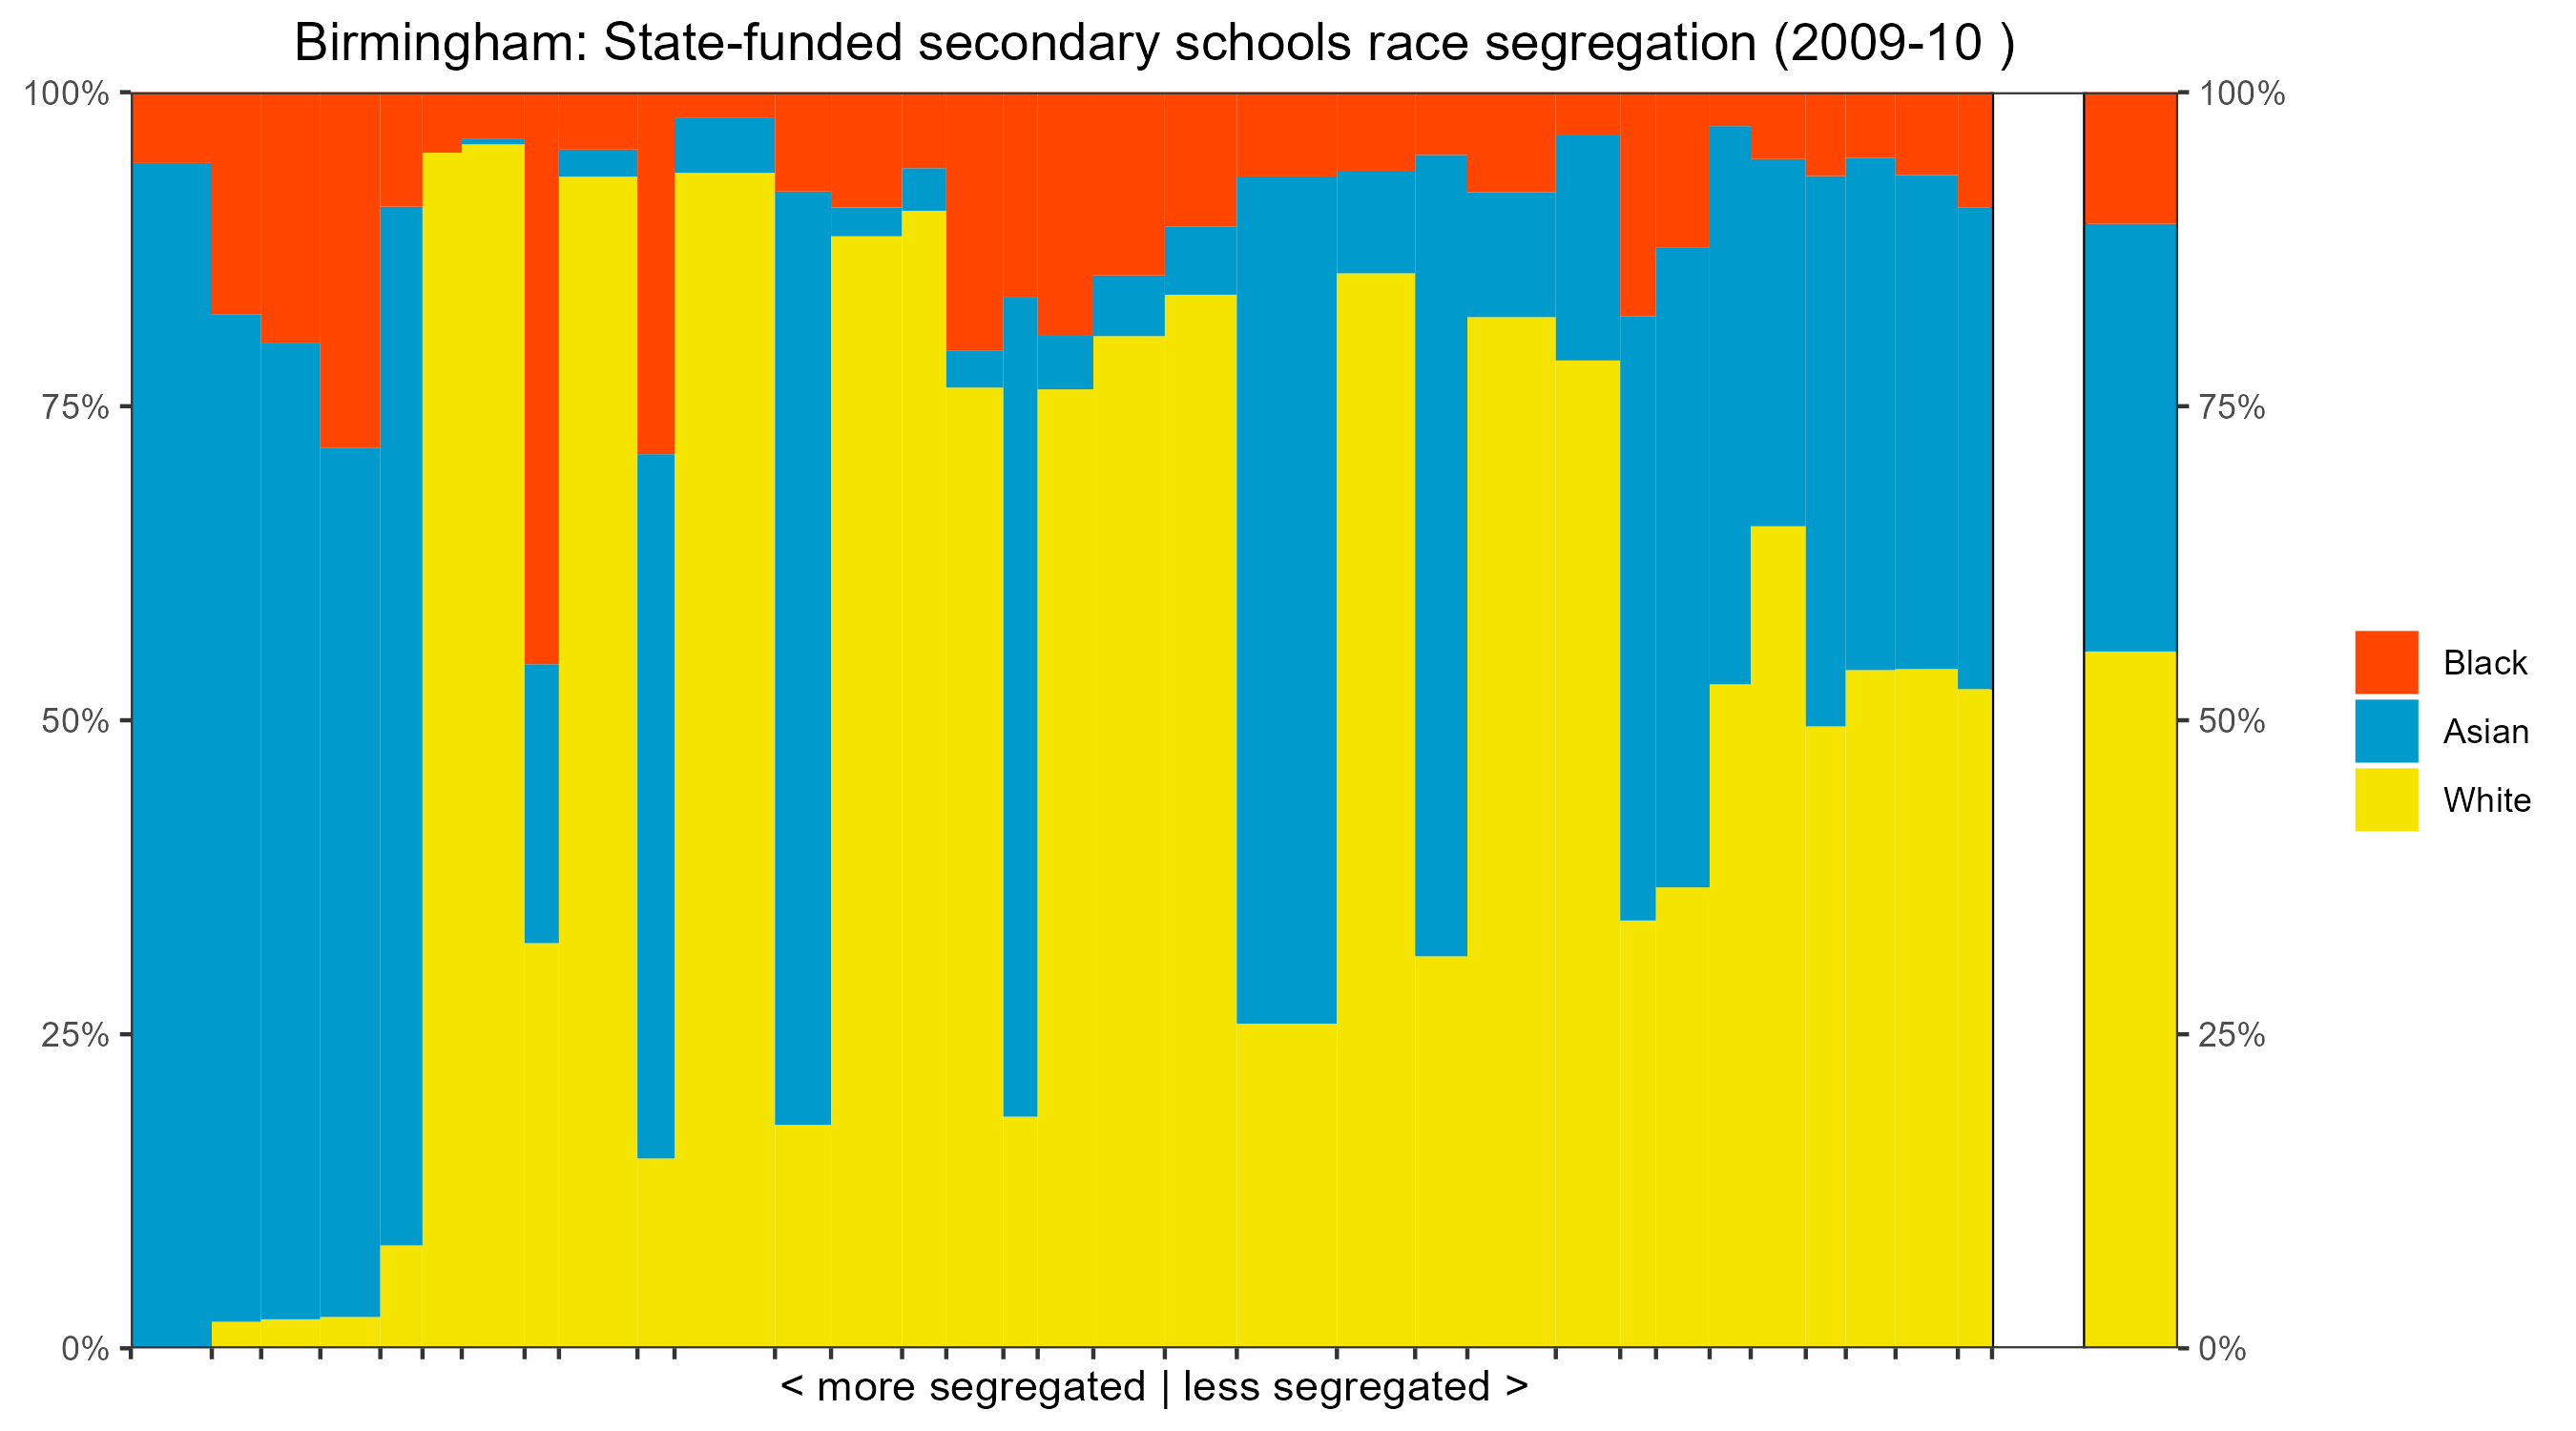 Birmingham: State-funded secondary schools race segregation (2009-10 )
100%
75%
50%
25%
0%
100%
75%
50%
25%
0%
< more segregated | less segregated >
Black
Asian
White